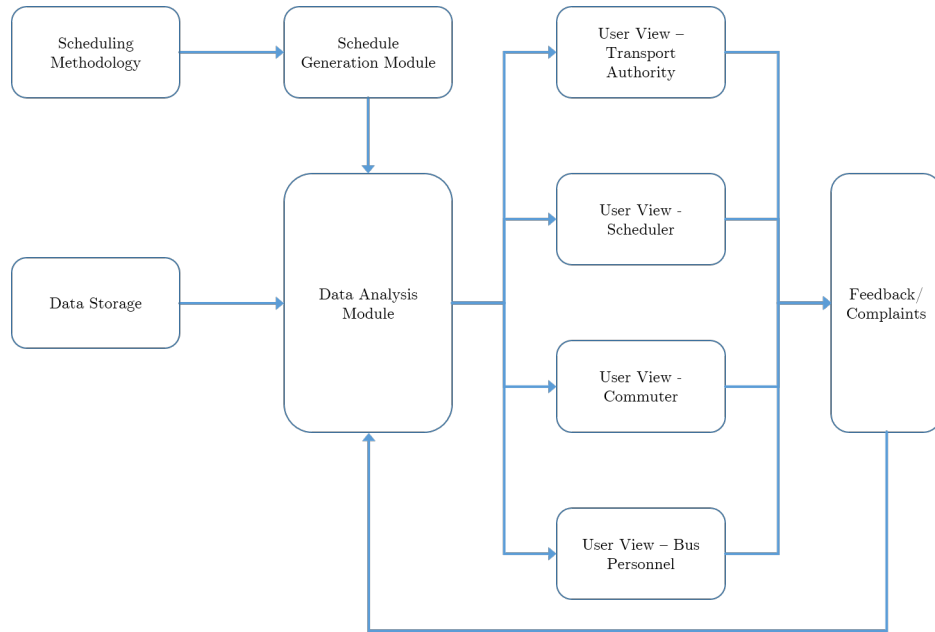 Scheduling
Methodology
Schedule
Generation Module
User View –
Transport
Authority
User View -
Scheduler
Data Storage
Data Analysis
Module
Feedback/
Complaints
User View -
Commuter
User View – Bus
Personnel